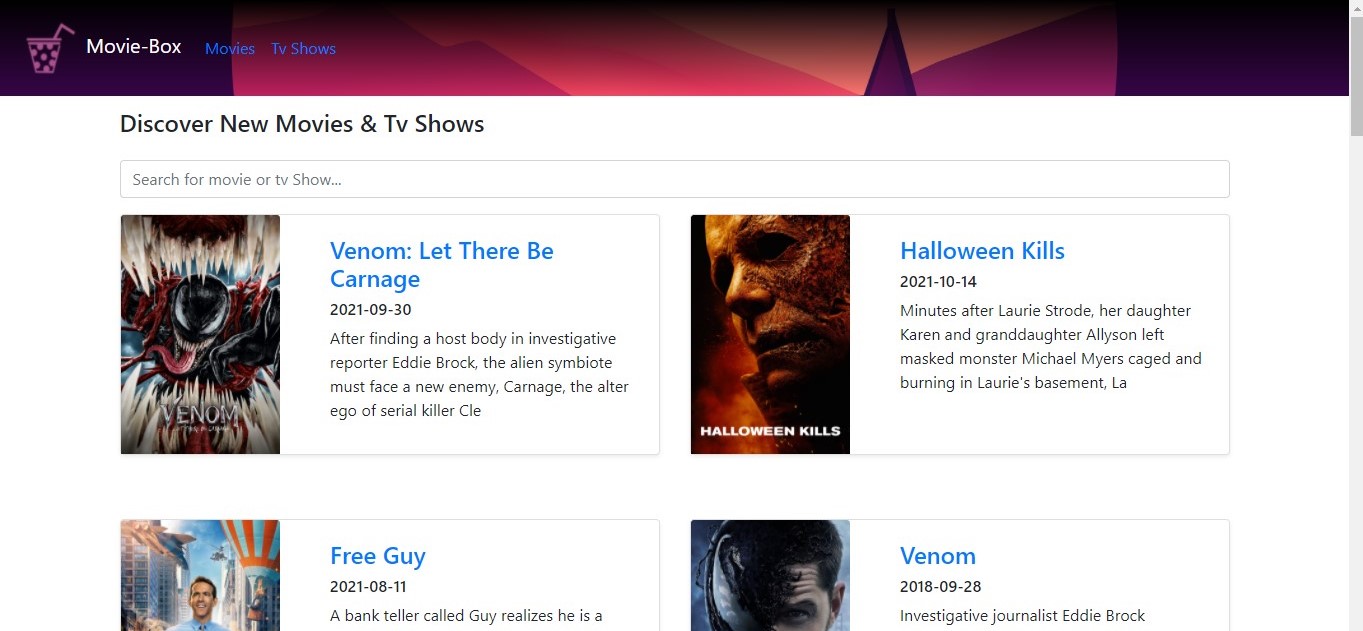 Movie-Box Movies Tv Shows
Discover New Movies & Tv Shows
Search for movie or tv Show...
Venom: Let There Be
Carnage
2021-09-30
After finding a host body in investigative
reporter Eddie Brock, the alien symbiote
must face a new enemy, Carnage, the alter
ego of serial killer Cle
VENOM
Halloween Kills
2021-10-14
Minutes after Laurie Strode, her daughter
Karen and granddaughter Allyson left
masked monster Michael Myers caged and
burning in Laurie's basement, La
HALLOWEEN KILLS
Free Guy
2021-08-11
A bank teller called Guy realizes he is a
Venom
2018-09-28
Investigative journalist Eddie Brock